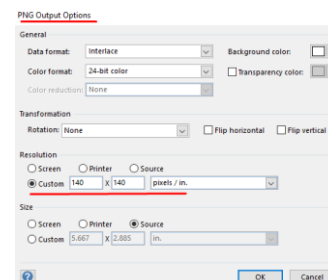 PNG Output Options
General
Data format: Interlace Background color:
Color format: 24-bit color Transparency color:
Color reduction: None
Transformation
Rotation: None Flip horizontal Flip vertical
Resolution
Screen Printer Source
Custom 140 X 140 pixels / in.
Size
Screen Printer Source
Custom 5.667 X 2.885 in.
? OK Cancel